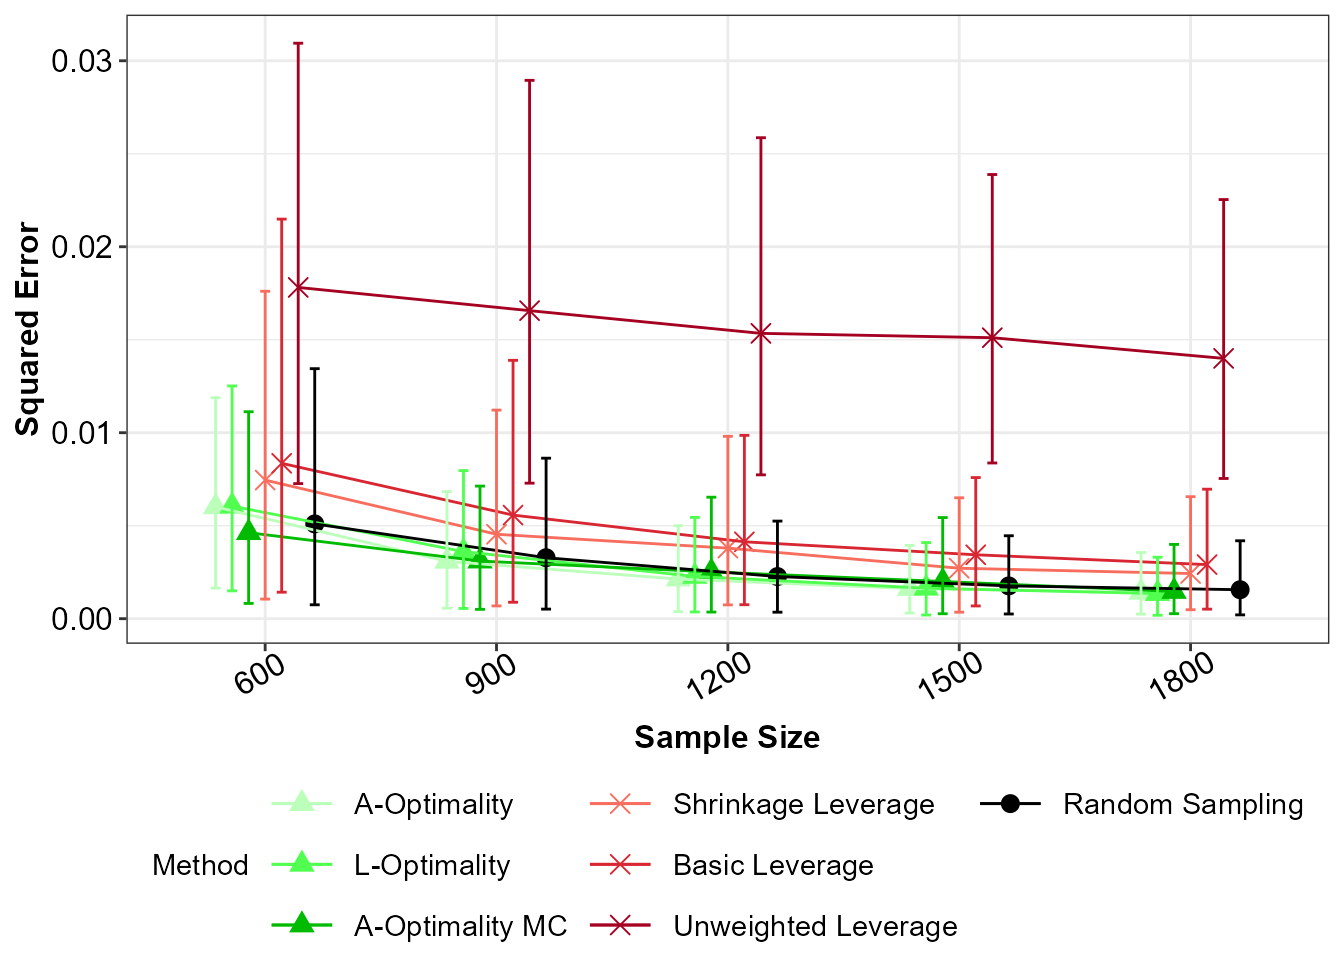 0.03
0.02
0.01
0.00
Squared Error
600
900
1200
1500
1800
Sample Size
Method
A-Optimality
L-Optimality
A-Optimality MC
Shrinkage Leverage
Basic Leverage
Unweighted Leverage
Random Sampling